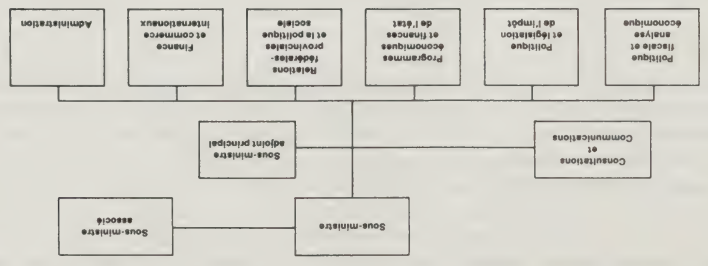 Sous-ministre
Sous-ministre
associé
Consultations
et
Communications
Sous-ministre
adjoint principal
Politique
fiscale et
analyse
économique
Politique
et législation
de l'impôt
Programmes
économiques
et finances
de l'état
Relations
fédérales-
provinciales
et la politique
sociale
Finance
et commerce
internationaux
Administration